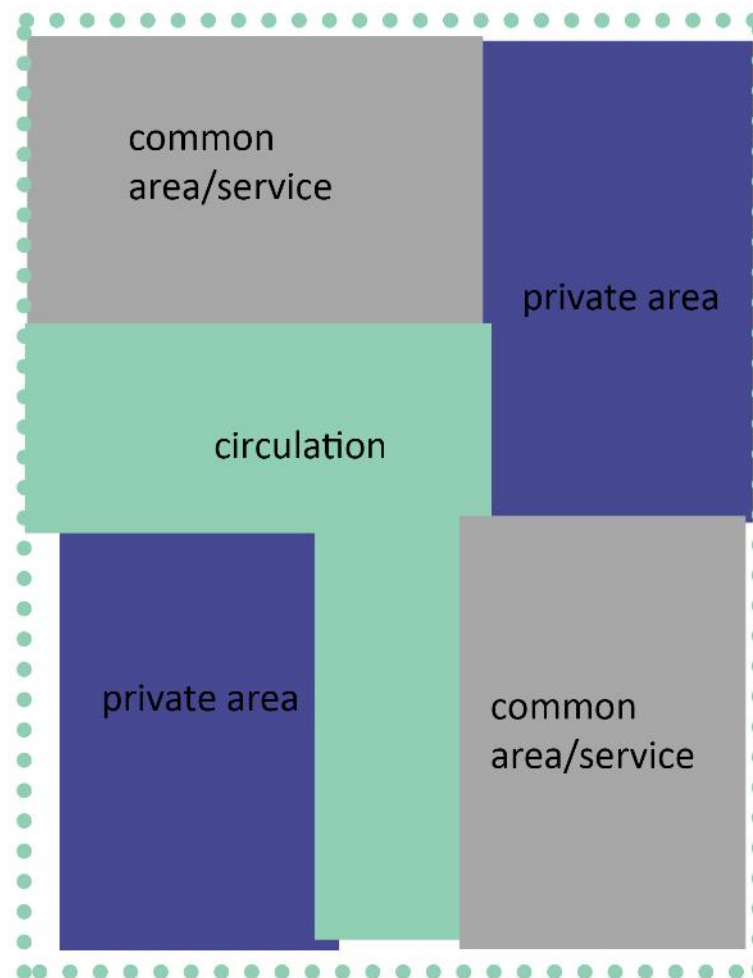 common
area/service
private area
circulation
private area
common
area/service